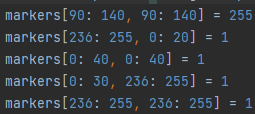 markers[90: 140, 90: 140] = 255
markers[236: 255, 0: 20] = 1
markers[0: 40, 0: 40] = 1
markers[0: 30, 236: 255] = 1
markers[236: 255, 236: 255] = 1